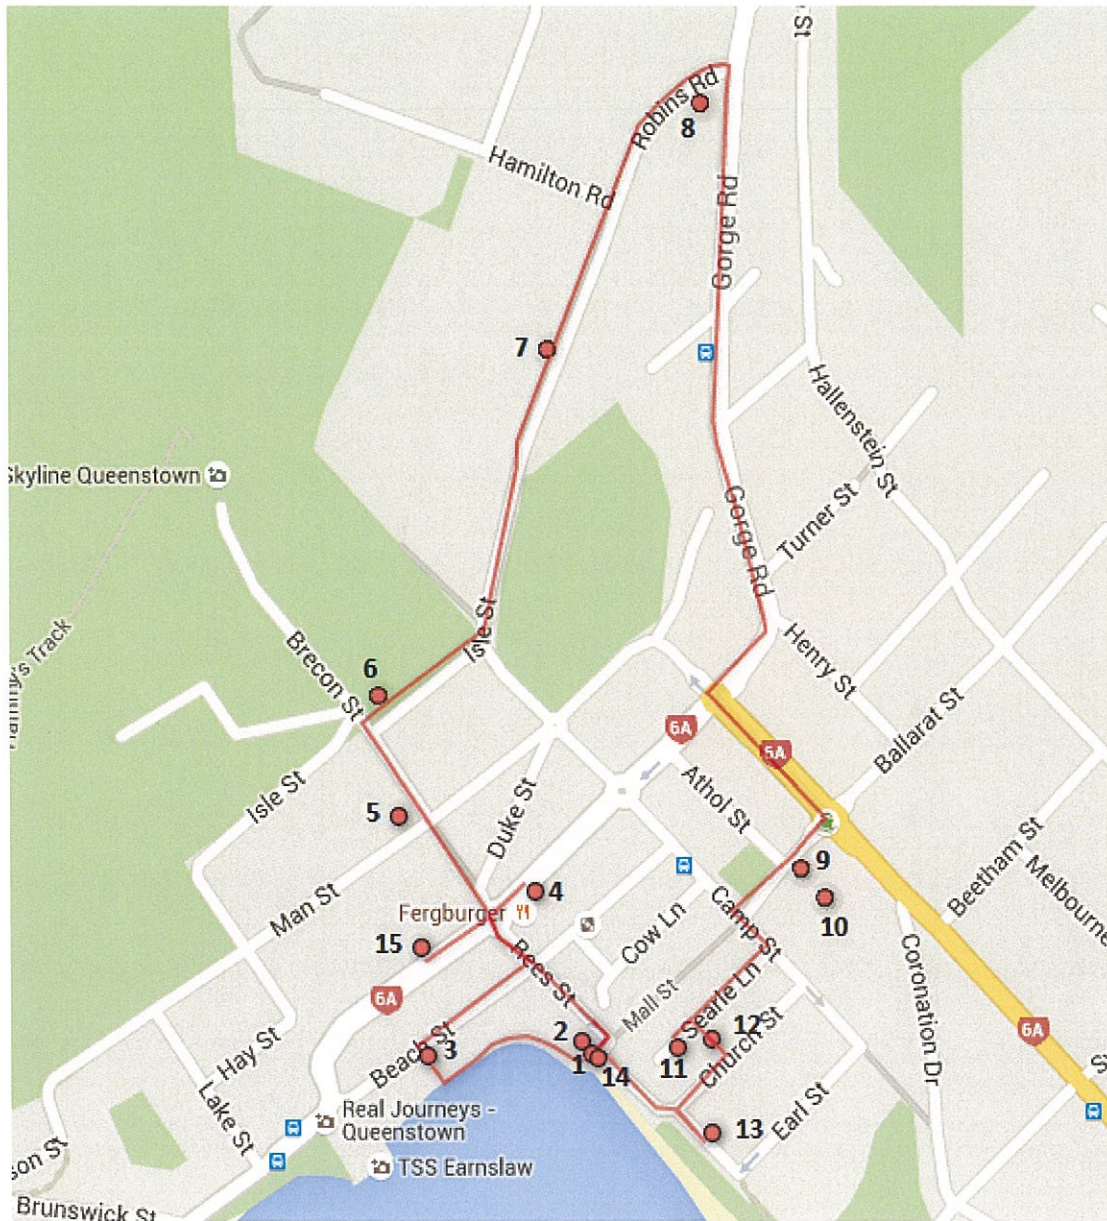 St
Robins Rd
8
Hamilton Rd
Gorge Rd
7
Hallenstein St
Skyline Queenstown
Gorge Rd
Turner St
Isle St
Henry St
Brecon St
6
Track
Ballarat St
6A
6A
Athol St
Isle St
Duke St
5
Beetham St
Melbourne
9
4
10
Man St
Fergburger
Camp St
Cow Ln
15
Rees St
Coronation Dr
Mall St
Searle Ln
6A
6A
Hay St
Beach St
3
2
1
14
11
12
Church St
Lake St
Earl St
Real Journeys -
Queenstown
13
TSS Earnslaw
son St
Brunswick St